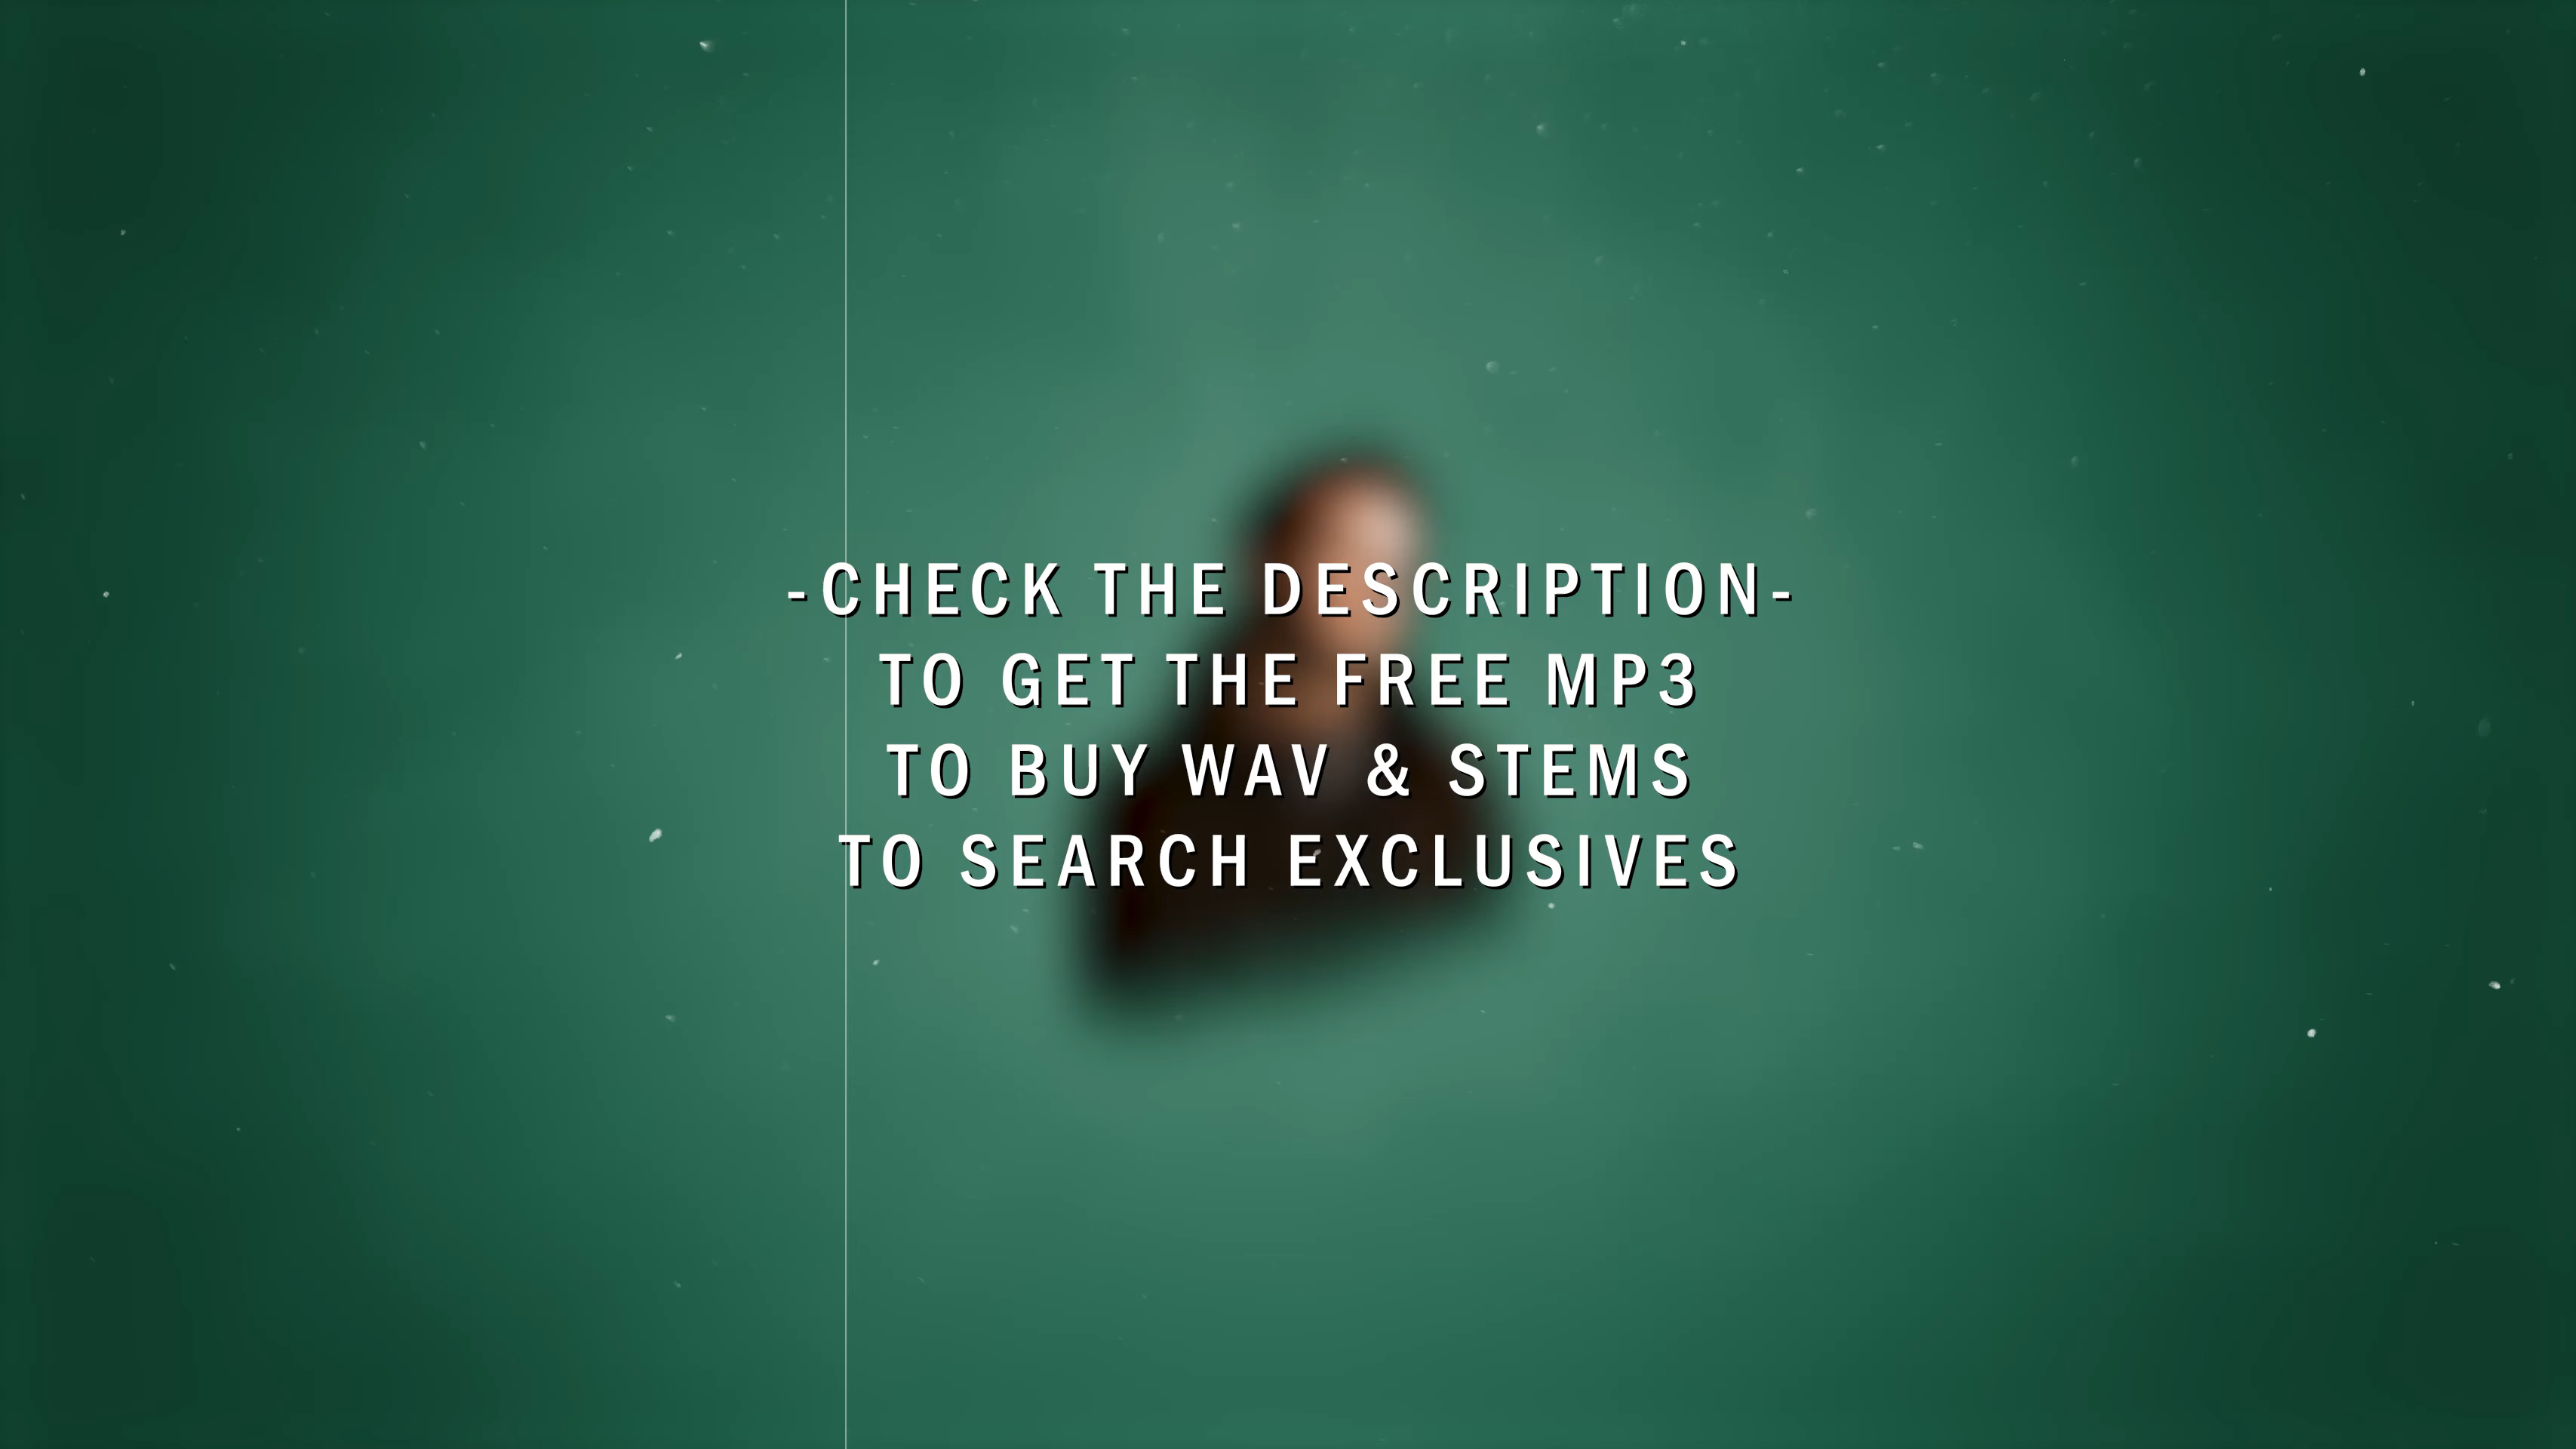 -CHECK THE DESCRIPTION-
TO GET THE FREE MP3
TO BUY WAV & STEMS
TO SEARCH EXCLUSIVES